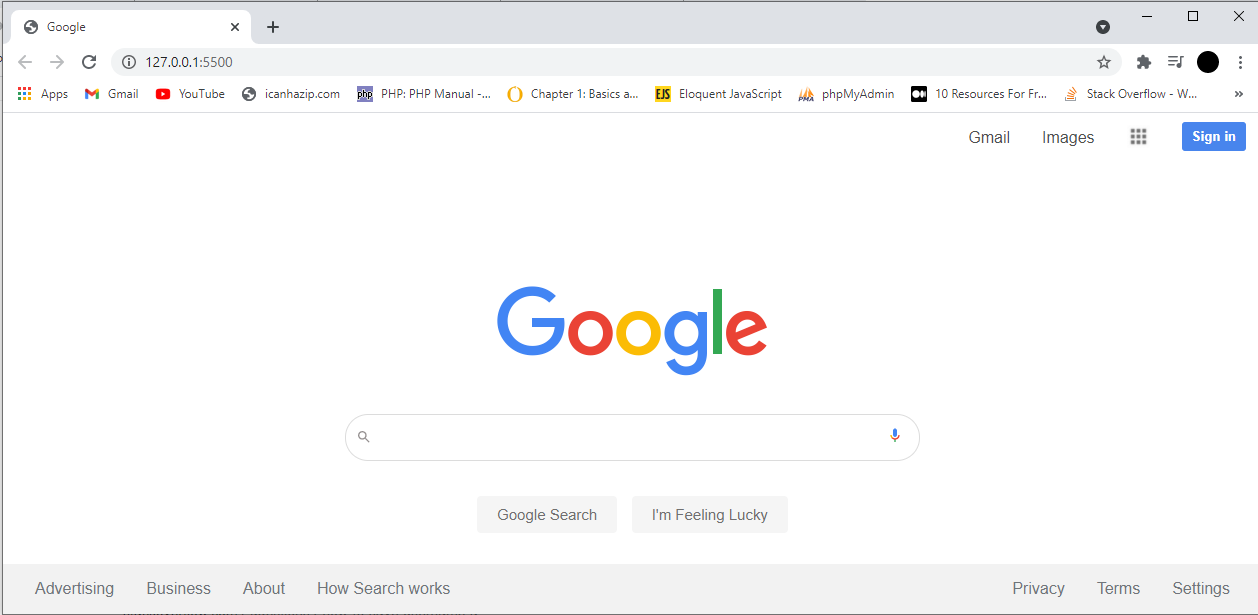 Google
127.0.0.1:5500
Apps Gmail YouTube icanhazip.com php PHP: PHP Manual -... Chapter 1: Basics a... EJS Eloquent JavaScript PMA phpMyAdmin 10 Resources For Fr... Stack Overflow - W... »
Gmail Images Sign in
Google
Google Search I'm Feeling Lucky
Advertising Business About How Search works Privacy Terms Settings